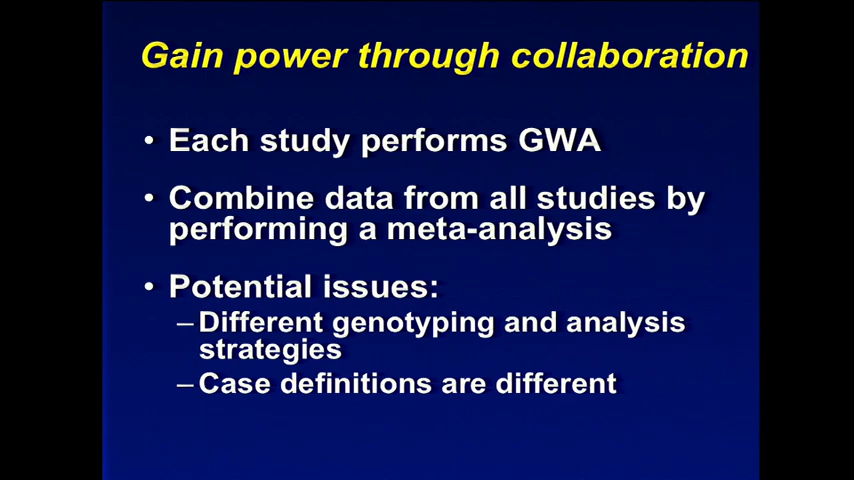 Gain power through collaboration
• Each study performs GWA
• Combine data from all studies by
performing a meta-analysis
• Potential issues:
–Different genotyping and analysis
strategies
–Case definitions are different